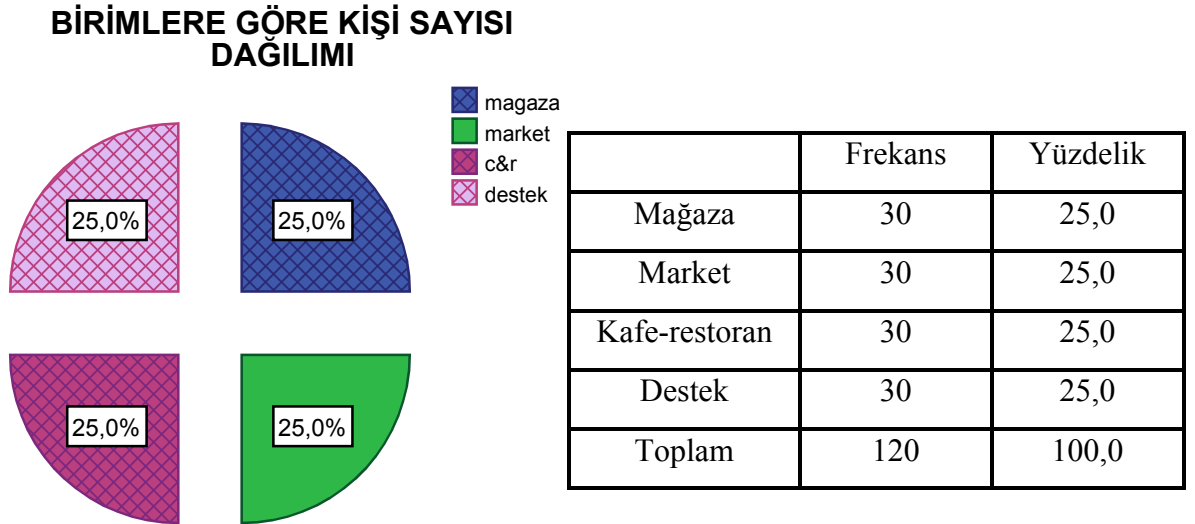 BİRİMLERE GÖRE KİŞİ SAYISI
DAĞILIMI
magaza
market
c&r
destek
25,0%
25,0%
25,0%
25,0%
Frekans Yüzdelik
Mağaza 30 25,0
Market 30 25,0
Kafe-restoran 30 25,0
Destek 30 25,0
Toplam 120 100,0